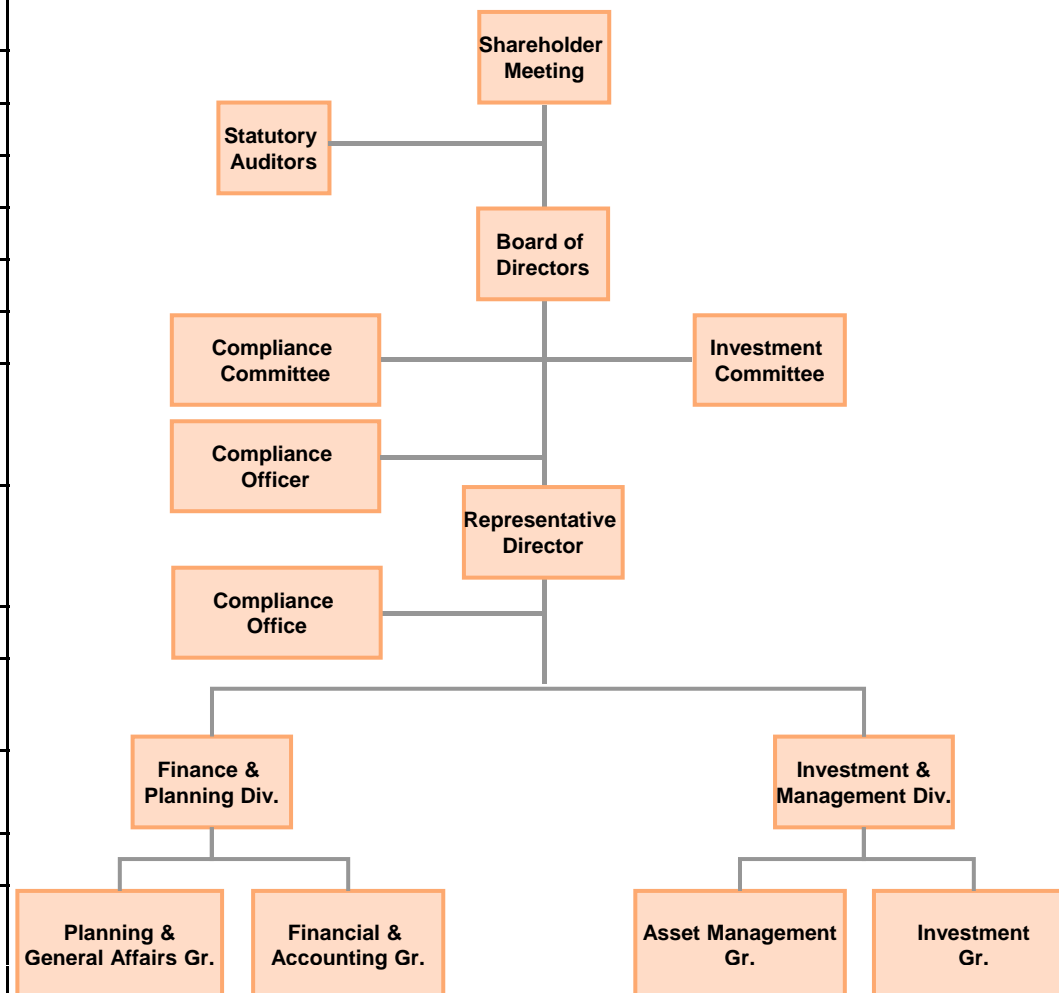 Shareholder
Meeting
Statutory
Auditors
Board of
Directors
Compliance
Committee
Investment
Committee
Compliance
Officer
Representative
Director
Compliance
Office
Finance &
Planning Div.
Investment &
Management Div.
Planning &
General Affairs Gr.
Financial &
Accounting Gr.
Asset Management
Gr.
Investment
Gr.